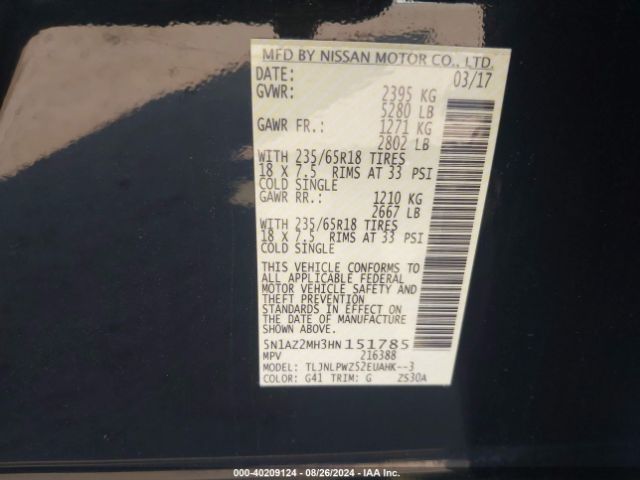 MFD BY NISSAN MOTOR CO., LTD.
DATE: 03/17
GVWR: 2395 KG
5280 LB
GAWR FR.: 1271 KG
2802 LB
WITH 235/65R18 TIRES
18 X 7.5 RIMS AT 33 PSI
COLD SINGLE
GAWR RR.: 1210 KG
2667 LB
WITH 235/65R18 TIRES
18 X 7.5 RIMS AT 33 PSI
COLD SINGLE
THIS VEHICLE CONFORMS TO
ALL APPLICABLE FEDERAL
MOTOR VEHICLE SAFETY AND
THEFT PREVENTION
STANDARDS IN EFFECT ON
THE DATE OF MANUFACTURE
SHOWN ABOVE.
5N1AZ2MH3HN151785
MPV 216388
MODEL: TLJNLPWZ52EUAHK--3
COLOR: G41 TRIM: G ZS30A
000-40209124 - 08/26/2024 - IAA Inc.